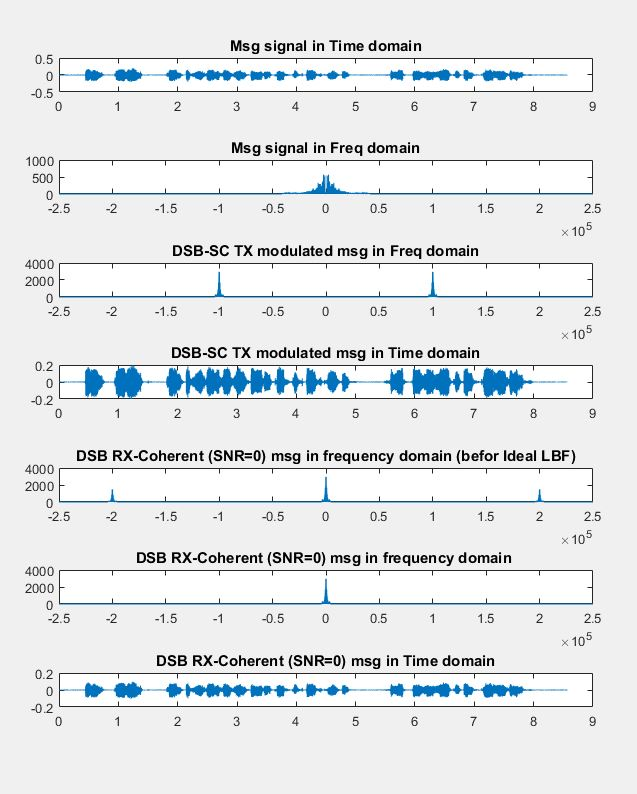 Msg signal in Time domain
0.5
0
-0.5
0 1 2 3 4 5 6 7 8 9
Msg signal in Freq domain
1000
500
0
-2.5 -2 -1.5 -1 -0.5 0 0.5 1 1.5 2 2.5
×10^5
DSB-SC TX modulated msg in Freq domain
4000
2000
0
-2.5 -2 -1.5 -1 -0.5 0 0.5 1 1.5 2 2.5
×10^5
DSB-SC TX modulated msg in Time domain
0.2
0
-0.2
0 1 2 3 4 5 6 7 8 9
DSB RX-Coherent (SNR=0) msg in frequency domain (befor Ideal LBF)
4000
2000
0
-2.5 -2 -1.5 -1 -0.5 0 0.5 1 1.5 2 2.5
×10^5
DSB RX-Coherent (SNR=0) msg in frequency domain
4000
2000
0
-2.5 -2 -1.5 -1 -0.5 0 0.5 1 1.5 2 2.5
×10^5
DSB RX-Coherent (SNR=0) msg in Time domain
0.2
0
-0.2
0 1 2 3 4 5 6 7 8 9